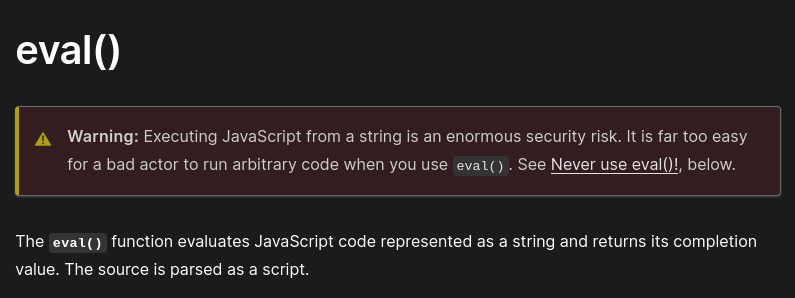 eval()
Warning: Executing JavaScript from a string is an enormous security risk. It is far too easy
for a bad actor to run arbitrary code when you use eval(). See Never use eval()!, below.
The eval() function evaluates JavaScript code represented as a string and returns its completion
value. The source is parsed as a script.